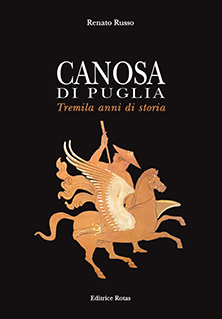 Renato Russo
CANOSA
DI PUGLIA
Tremila anni di storia
Editrice Rotas